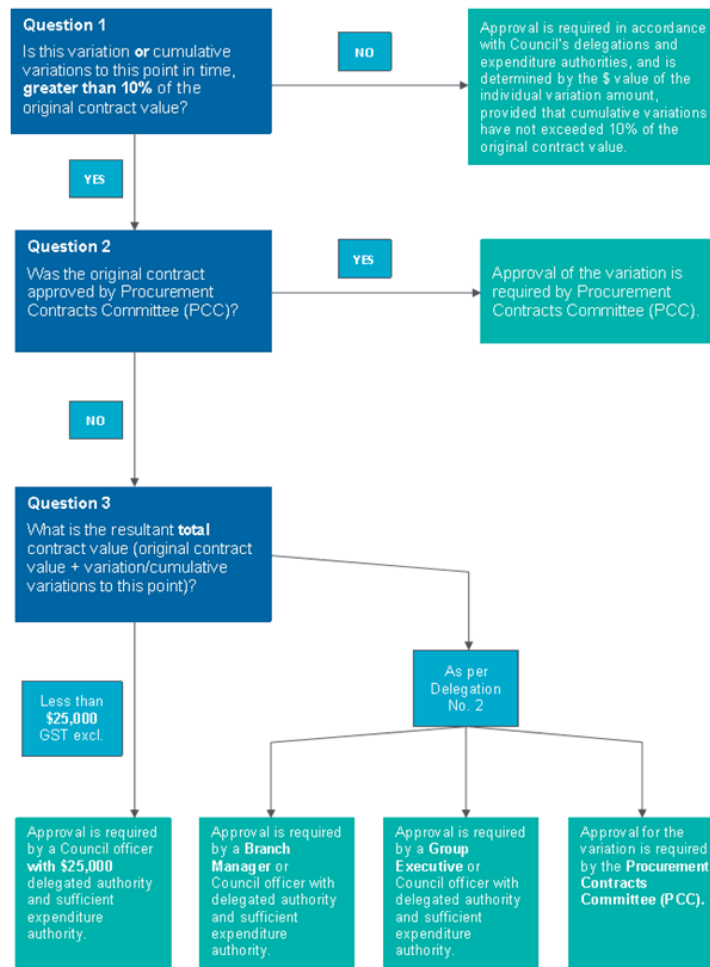 Question 1
Is this variation or cumulative
variations to this point in time,
greater than 10% of the
original contract value?
NO
Approval is required in accordance
with Council's delegations and
expenditure authorities, and is
determined by the $ value of the
individual variation amount,
provided that cumulative variations
have not exceeded 10% of the
original contract value.
YES
Question 2
Was the original contract
approved by Procurement
Contracts Committee (PCC)?
YES
Approval of the variation is
required by Procurement
Contracts Committee (PCC).
NO
Question 3
What is the resultant total
contract value (original contract
value + variation/cumulative
variations to this point)?
Less than
$25,000
GST excl.
As per
Delegation
No. 2
Approval is required
by a Council officer
with $25,000
delegated authority
and sufficient
expenditure
authority.
Approval is required
by a Branch
Manager or
Council officer with
delegated authority
and sufficient
expenditure
authority.
Approval is required
by a Group
Executive or
Council officer with
delegated authority
and sufficient
expenditure
authority.
Approval for the
variation is required
by the Procurement
Contracts
Committee (PCC).